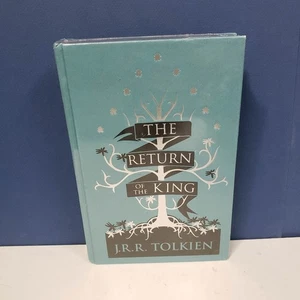 THE
RETURN
OF THE KING
J.R.R. TOLKIEN